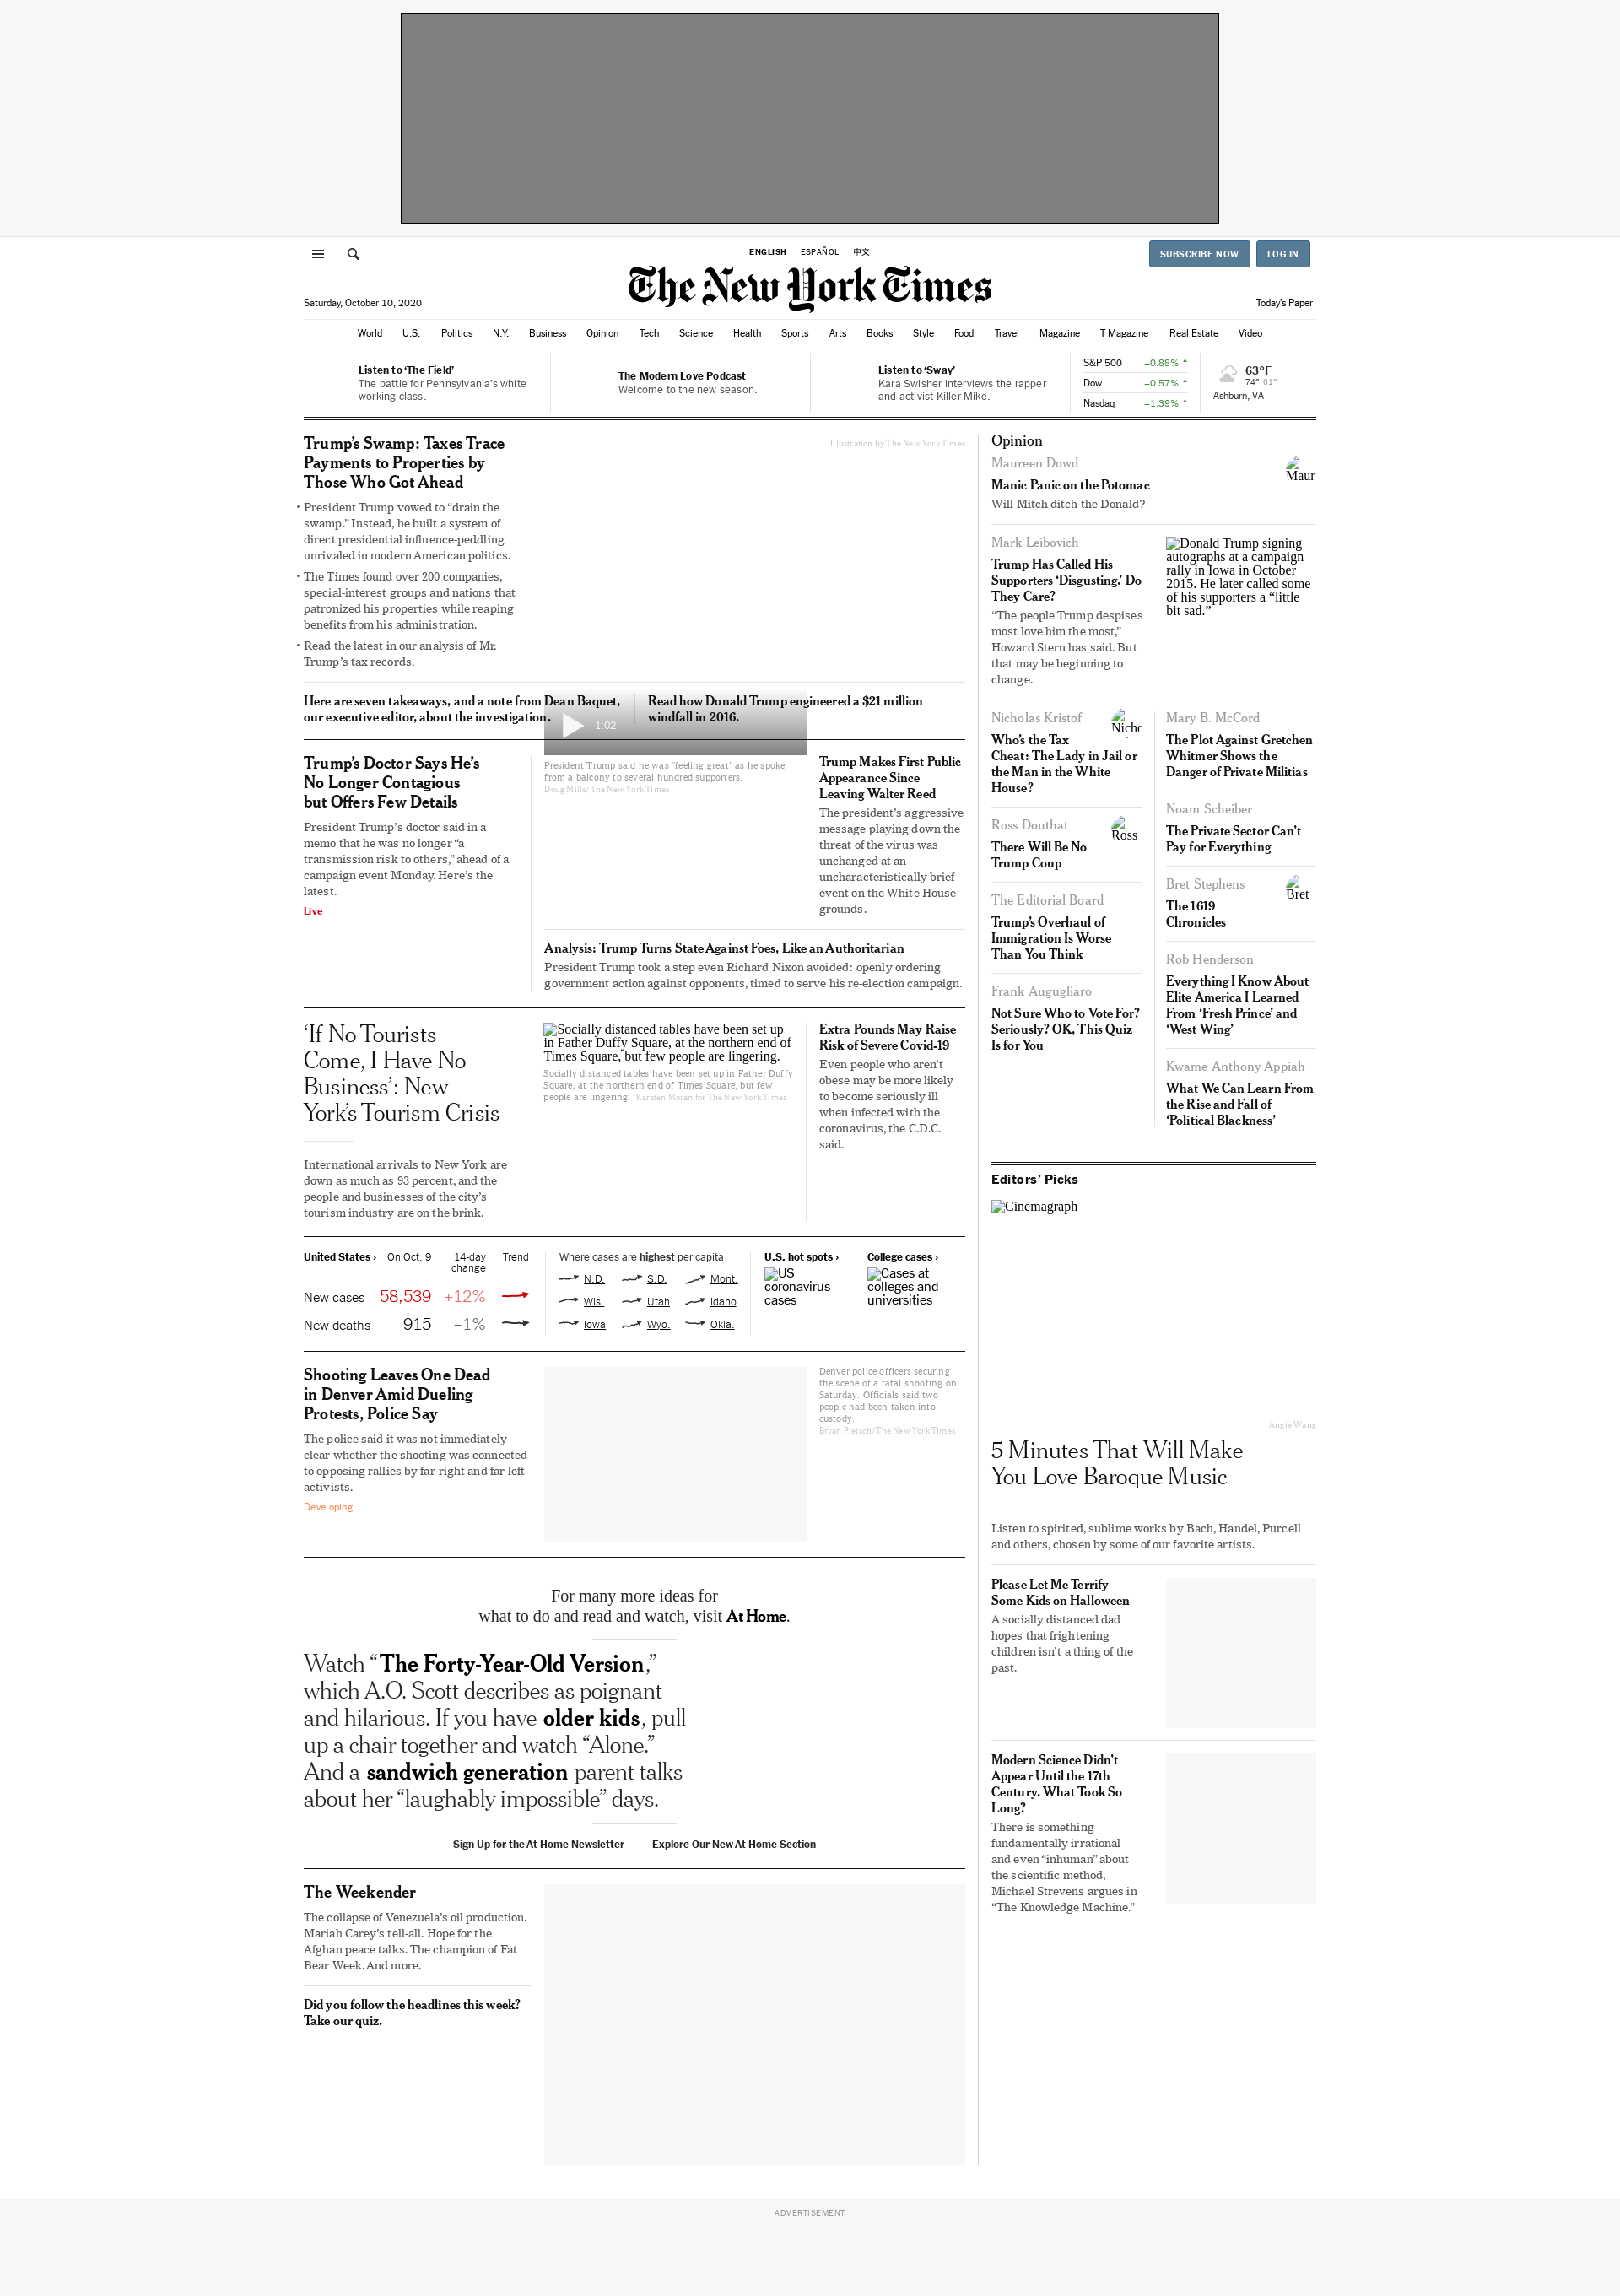 ENGLISH ESPAÑOL 中文
SUBSCRIBE NOW LOG IN
The New York Times
Saturday, October 10, 2020
Today's Paper
World U.S. Politics N.Y. Business Opinion Tech Science Health Sports Arts Books Style Food Travel Magazine T Magazine Real Estate Video
Listen to ‘The Field’
The battle for Pennsylvania's white
working class.
The Modern Love Podcast
Welcome to the new season.
Listen to ‘Sway’
Kara Swisher interviews the rapper
and activist Killer Mike.
S&P 500 +0.88% ↑
Dow +0.57% ↑
Nasdaq +1.39% ↑
63°F
74° 61°
Ashburn, VA
Trump’s Swamp: Taxes Trace
Payments to Properties by
Those Who Got Ahead
• President Trump vowed to “drain the
swamp.” Instead, he built a system of
direct presidential influence-peddling
unrivaled in modern American politics.
• The Times found over 200 companies,
special-interest groups and nations that
patronized his properties while reaping
benefits from his administration.
• Read the latest in our analysis of Mr.
Trump’s tax records.
Illustration by The New York Times
Here are seven takeaways, and a note from Dean Baquet,
our executive editor, about the investigation.
Read how Donald Trump engineered a $21 million
windfall in 2016.
1:02
Trump’s Doctor Says He’s
No Longer Contagious
but Offers Few Details
President Trump’s doctor said in a
memo that he was no longer “a
transmission risk to others,” ahead of a
campaign event Monday. Here’s the
latest.
Live
President Trump said he was “feeling great” as he spoke
from a balcony to several hundred supporters.
Doug Mills/The New York Times
Trump Makes First Public
Appearance Since
Leaving Walter Reed
The president’s aggressive
message playing down the
threat of the virus was
unchanged at an
uncharacteristically brief
event on the White House
grounds.
Analysis: Trump Turns State Against Foes, Like an Authoritarian
President Trump took a step even Richard Nixon avoided: openly ordering
government action against opponents, timed to serve his re-election campaign.
‘If No Tourists
Come, I Have No
Business’: New
York’s Tourism Crisis
International arrivals to New York are
down as much as 93 percent, and the
people and businesses of the city’s
tourism industry are on the brink.
Socially distanced tables have been set up
in Father Duffy Square, at the northern end of
Times Square, but few people are lingering.
Socially distanced tables have been set up in Father Duffy
Square, at the northern end of Times Square, but few
people are lingering. Karsten Moran for The New York Times
Extra Pounds May Raise
Risk of Severe Covid-19
Even people who aren’t
obese may be more likely
to become seriously ill
when infected with the
coronavirus, the C.D.C.
said.
United States › On Oct. 9 14-day
change Trend
New cases 58,539 +12%
New deaths 915 –1%
Where cases are highest per capita
N.D. S.D. Mont.
Wis. Utah Idaho
Iowa Wyo. Okla.
U.S. hot spots ›
US
coronavirus
cases
College cases ›
Cases at
colleges and
universities
Shooting Leaves One Dead
in Denver Amid Dueling
Protests, Police Say
The police said it was not immediately
clear whether the shooting was connected
to opposing rallies by far-right and far-left
activists.
Developing
Denver police officers securing
the scene of a fatal shooting on
Saturday. Officials said two
people had been taken into
custody.
Bryan Pietsch/The New York Times
For many more ideas for
what to do and read and watch, visit At Home.
Watch “The Forty-Year-Old Version,”
which A.O. Scott describes as poignant
and hilarious. If you have older kids, pull
up a chair together and watch “Alone.”
And a sandwich generation parent talks
about her “laughably impossible” days.
Sign Up for the At Home Newsletter Explore Our New At Home Section
The Weekender
The collapse of Venezuela’s oil production.
Mariah Carey’s tell-all. Hope for the
Afghan peace talks. The champion of Fat
Bear Week. And more.
Did you follow the headlines this week?
Take our quiz.
Opinion
Maureen Dowd
Manic Panic on the Potomac
Will Mitch ditch the Donald?
Maur
Mark Leibovich
Trump Has Called His
Supporters ‘Disgusting.’ Do
They Care?
“The people Trump despises
most love him the most,”
Howard Stern has said. But
that may be beginning to
change.
Donald Trump signing
autographs at a campaign
rally in Iowa in October
2015. He later called some
of his supporters a “little
bit sad.”
Nicholas Kristof
Who’s the Tax
Cheat: The Lady in Jail or
the Man in the White
House?
Nicho
Ross Douthat
There Will Be No
Trump Coup
Ross
The Editorial Board
Trump’s Overhaul of
Immigration Is Worse
Than You Think
Frank Augugliaro
Not Sure Who to Vote For?
Seriously? OK, This Quiz
Is for You
Mary B. McCord
The Plot Against Gretchen
Whitmer Shows the
Danger of Private Militias
Noam Scheiber
The Private Sector Can’t
Pay for Everything
Bret Stephens
The 1619
Chronicles
Bret
Rob Henderson
Everything I Know About
Elite America I Learned
From ‘Fresh Prince’ and
‘West Wing’
Kwame Anthony Appiah
What We Can Learn From
the Rise and Fall of
‘Political Blackness’
Editors’ Picks
Cinemagraph
Angie Wang
5 Minutes That Will Make
You Love Baroque Music
Listen to spirited, sublime works by Bach, Handel, Purcell
and others, chosen by some of our favorite artists.
Please Let Me Terrify
Some Kids on Halloween
A socially distanced dad
hopes that frightening
children isn’t a thing of the
past.
Modern Science Didn’t
Appear Until the 17th
Century. What Took So
Long?
There is something
fundamentally irrational
and even “inhuman” about
the scientific method,
Michael Strevens argues in
“The Knowledge Machine.”
ADVERTISEMENT